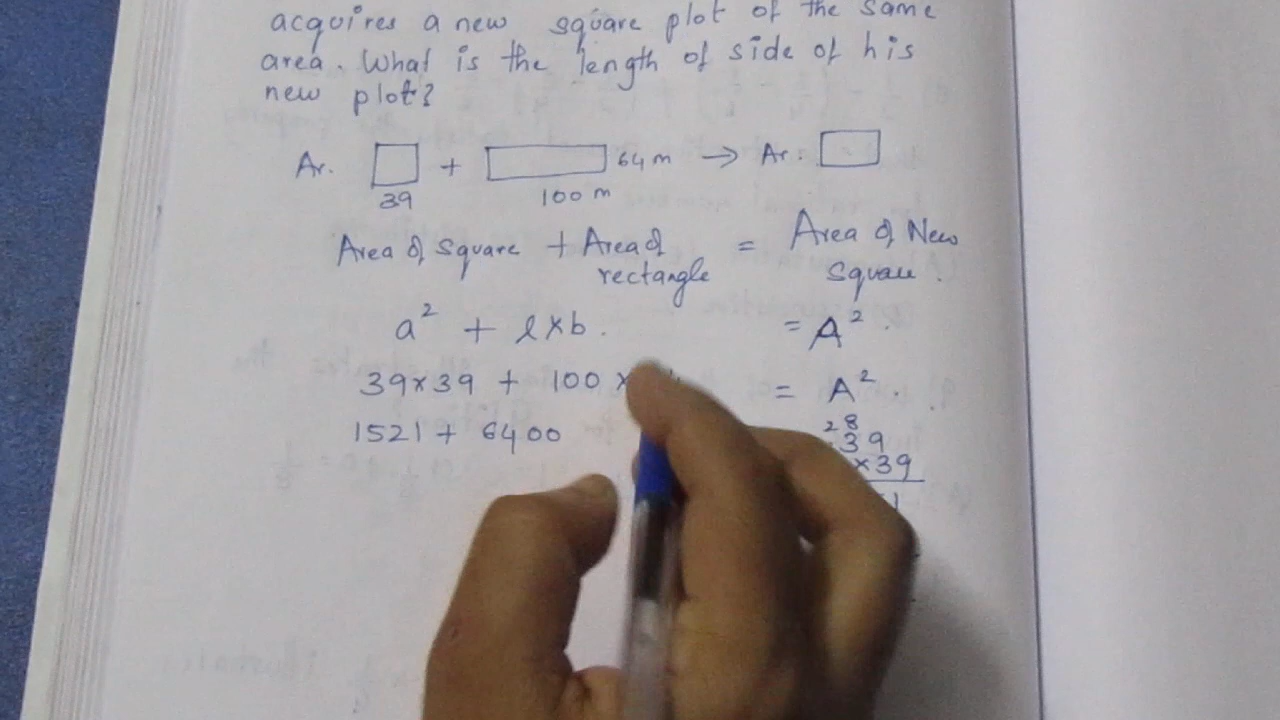 acquires a new square plot of the same
area. What is the length of side of his
new plot?
Ar. + 64 m → Ar.
39 100 m
Area of Square + Area of rectangle = Area of New Square.
a² + l×b. = A².
39×39 + 100 × = A².
1521 + 6400
28
39
×39